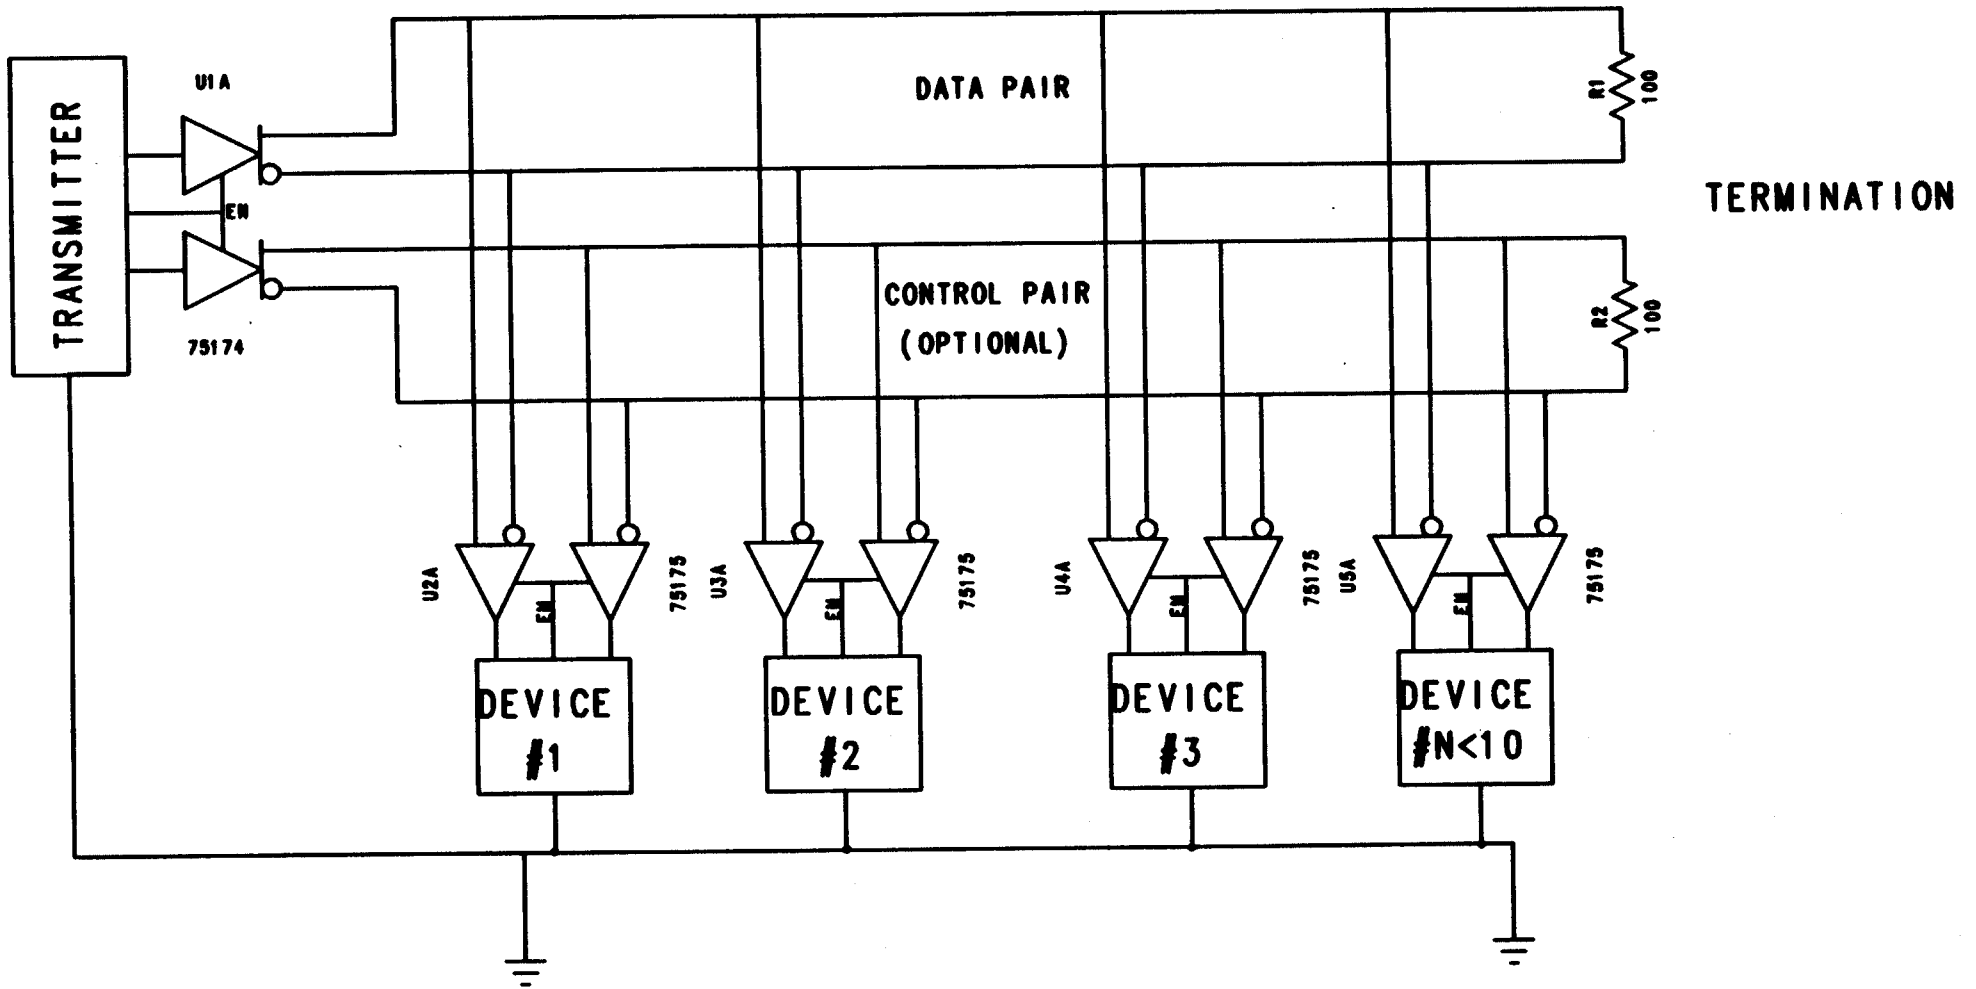 U1A
DATA PAIR
R1
100
TRANSMITTER
TERMINATION
EN
CONTROL PAIR
(OPTIONAL)
R2
100
75174
U2A
75175
U3A
75175
U4A
75175
U5A
75175
EN
EN
EN
EN
DEVICE
#1
DEVICE
#2
DEVICE
#3
DEVICE
#N<10